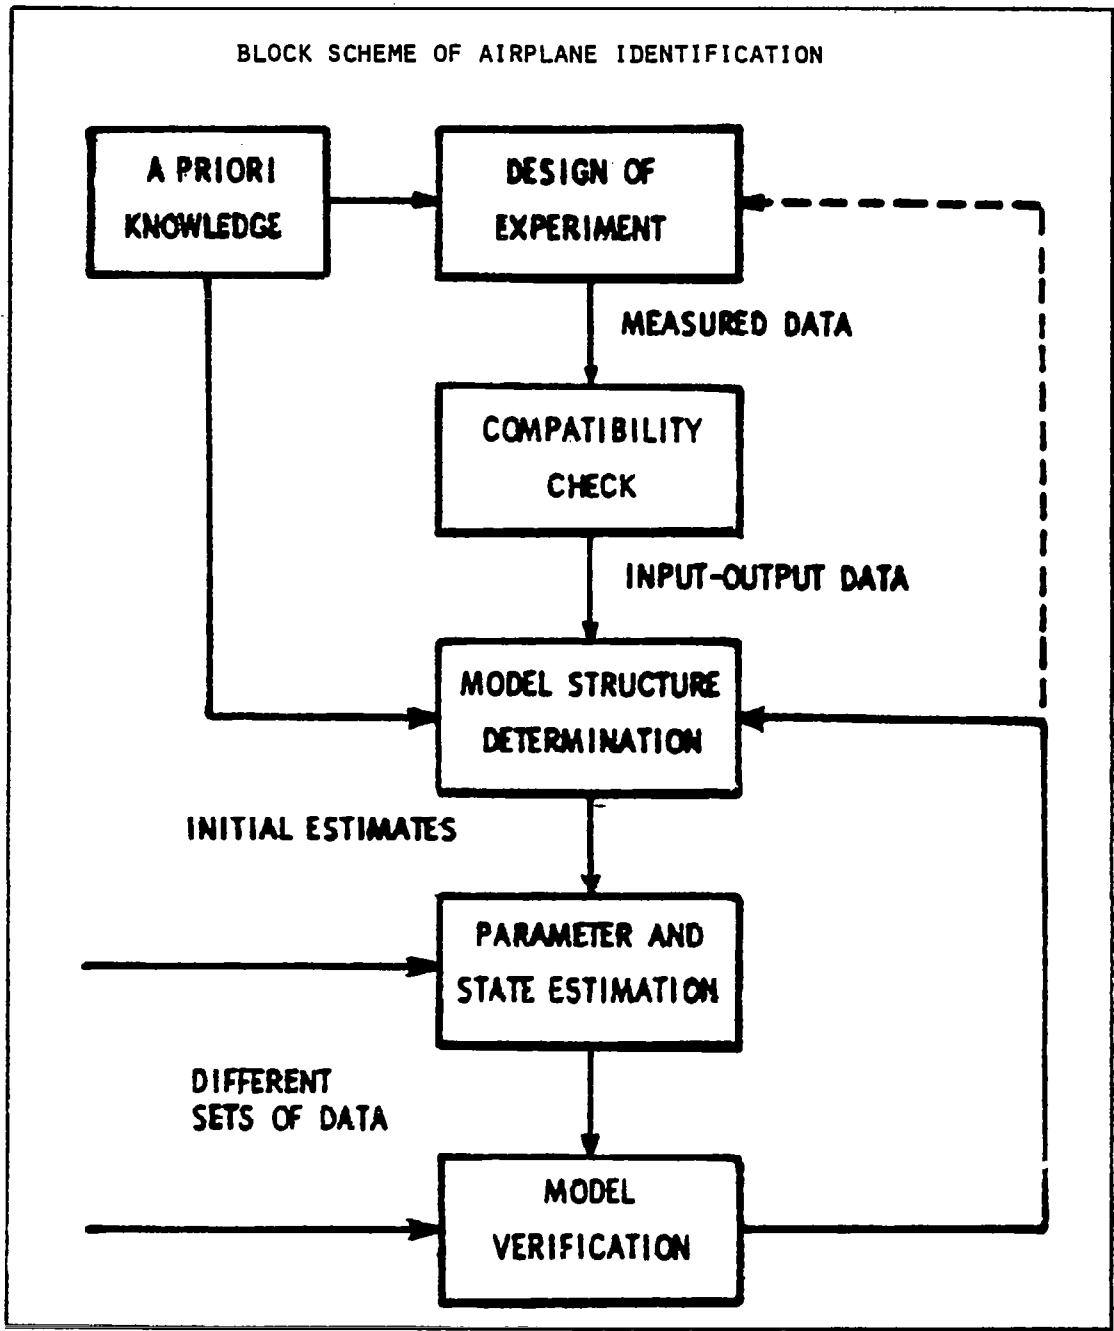 BLOCK SCHEME OF AIRPLANE IDENTIFICATION
A PRIORI
KNOWLEDGE
DESIGN OF
EXPERIMENT
MEASURED DATA
COMPATIBILITY
CHECK
INPUT-OUTPUT DATA
MODEL STRUCTURE
DETERMINATION
INITIAL ESTIMATES
PARAMETER AND
STATE ESTIMATION
DIFFERENT
SETS OF DATA
MODEL
VERIFICATION